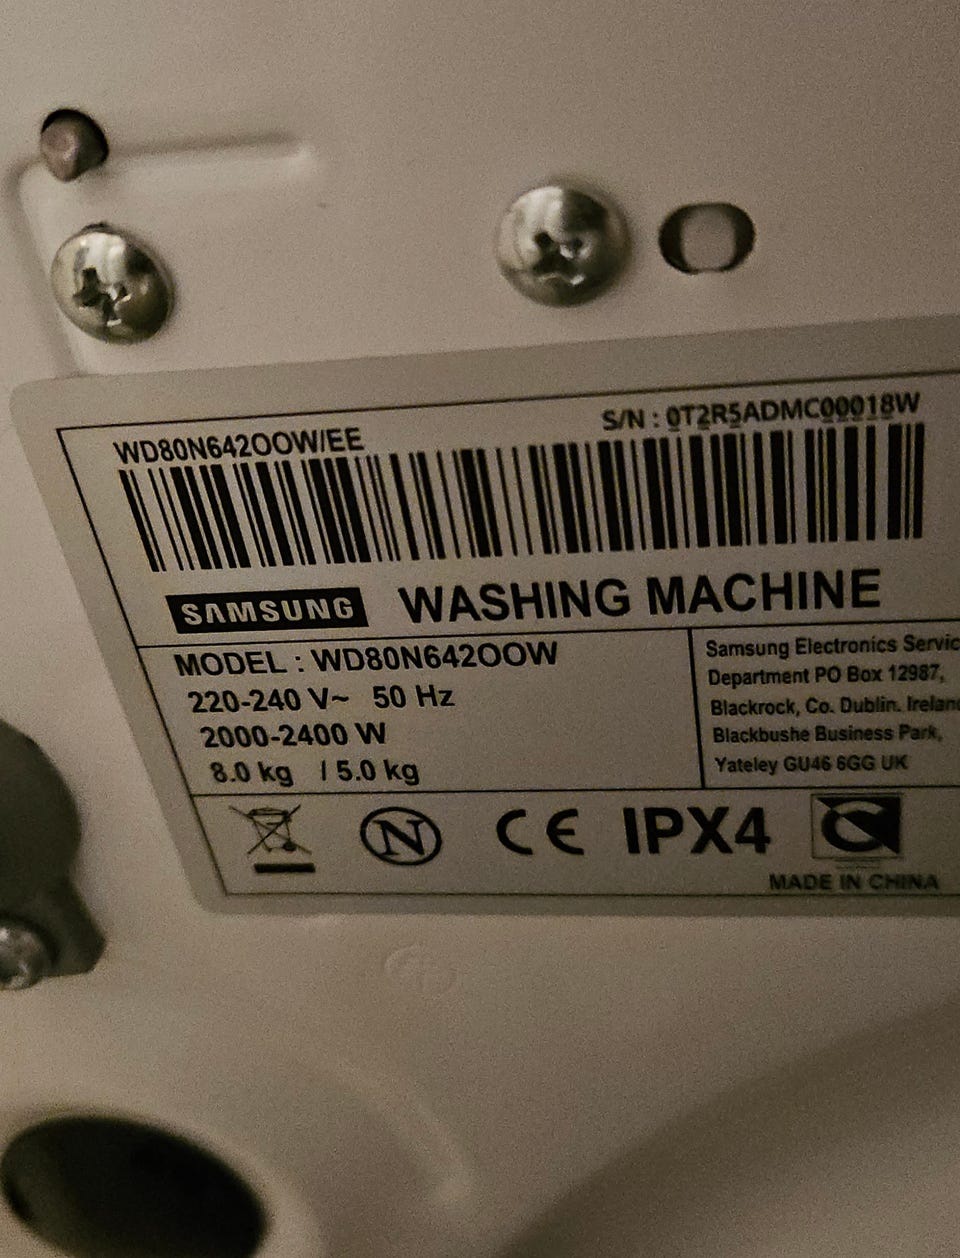 WD80N642OOW/EE
S/N : 0T2R5ADMC00018W
SAMSUNG WASHING MACHINE
MODEL : WD80N642OOW
220-240 V~ 50 Hz
2000-2400 W
8.0 kg / 5.0 kg
Samsung Electronics
Department PO Box 12987,
Blackrock, Co. Dublin.
Blackbushe Business Park,
Yateley GU46 6GG UK
N CE IPX4
MADE IN CHINA